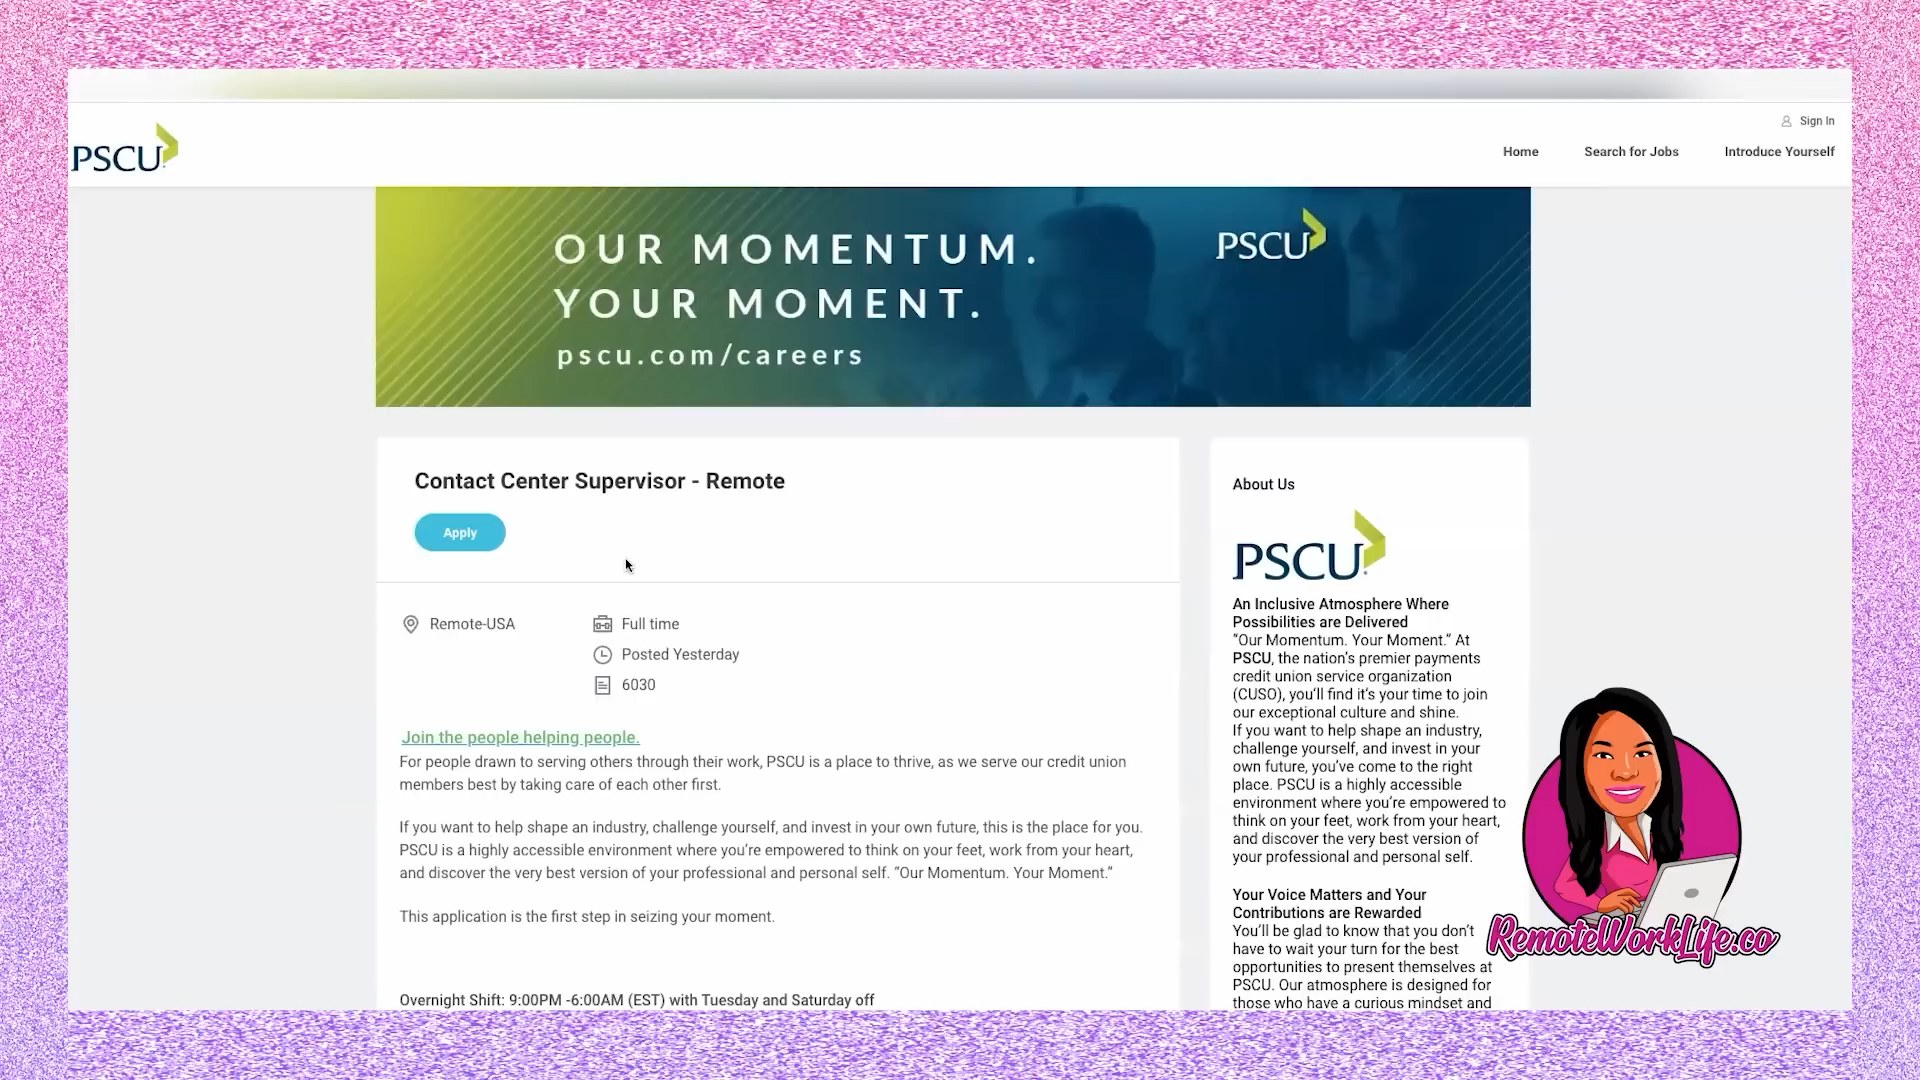 PSCU
Sign In
Home
Search for Jobs
Introduce Yourself
OUR MOMENTUM.
YOUR MOMENT.
pscu.com/careers
PSCU
Contact Center Supervisor - Remote
Apply
Remote-USA
Full time
Posted Yesterday
6030
Join the people helping people.
For people drawn to serving others through their work, PSCU is a place to thrive, as we serve our credit union
members best by taking care of each other first.
If you want to help shape an industry, challenge yourself, and invest in your own future, this is the place for you.
PSCU is a highly accessible environment where you’re empowered to think on your feet, work from your heart,
and discover the very best version of your professional and personal self. “Our Momentum. Your Moment.”
This application is the first step in seizing your moment.
Overnight Shift: 9:00PM -6:00AM (EST) with Tuesday and Saturday off
About Us
PSCU
An Inclusive Atmosphere Where
Possibilities are Delivered
“Our Momentum. Your Moment.” At
PSCU, the nation’s premier payments
credit union service organization
(CUSO), you’ll find it’s your time to join
our exceptional culture and shine.
If you want to help shape an industry,
challenge yourself, and invest in your
own future, you’ve come to the right
place. PSCU is a highly accessible
environment where you’re empowered to
think on your feet, work from your heart,
and discover the very best version of
your professional and personal self.
Your Voice Matters and Your
Contributions are Rewarded
You’ll be glad to know that you don’t
have to wait your turn for the best
opportunities to present themselves at
PSCU. Our atmosphere is designed for
those who have a curious mindset and
RemoteWorkLife.co